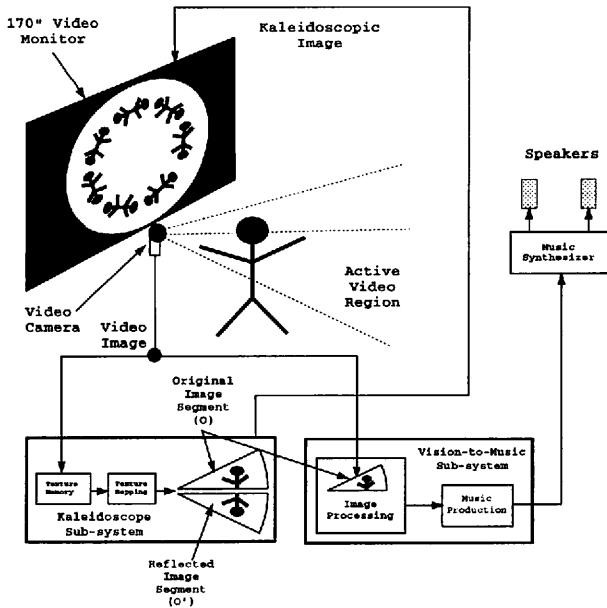 170" Video
Monitor
Kaleidoscopic
Image
Speakers
Music
Synthesizer
Active
Video
Region
Video
Camera
Video
Image
Original
Image
Segment
(O)
Vision-to-Music
Sub-system
Texture
Memory
Texture
Mapping
Image
Processing
Music
Production
Kaleidoscope
Sub-system
Reflected
Image
Segment
(O')